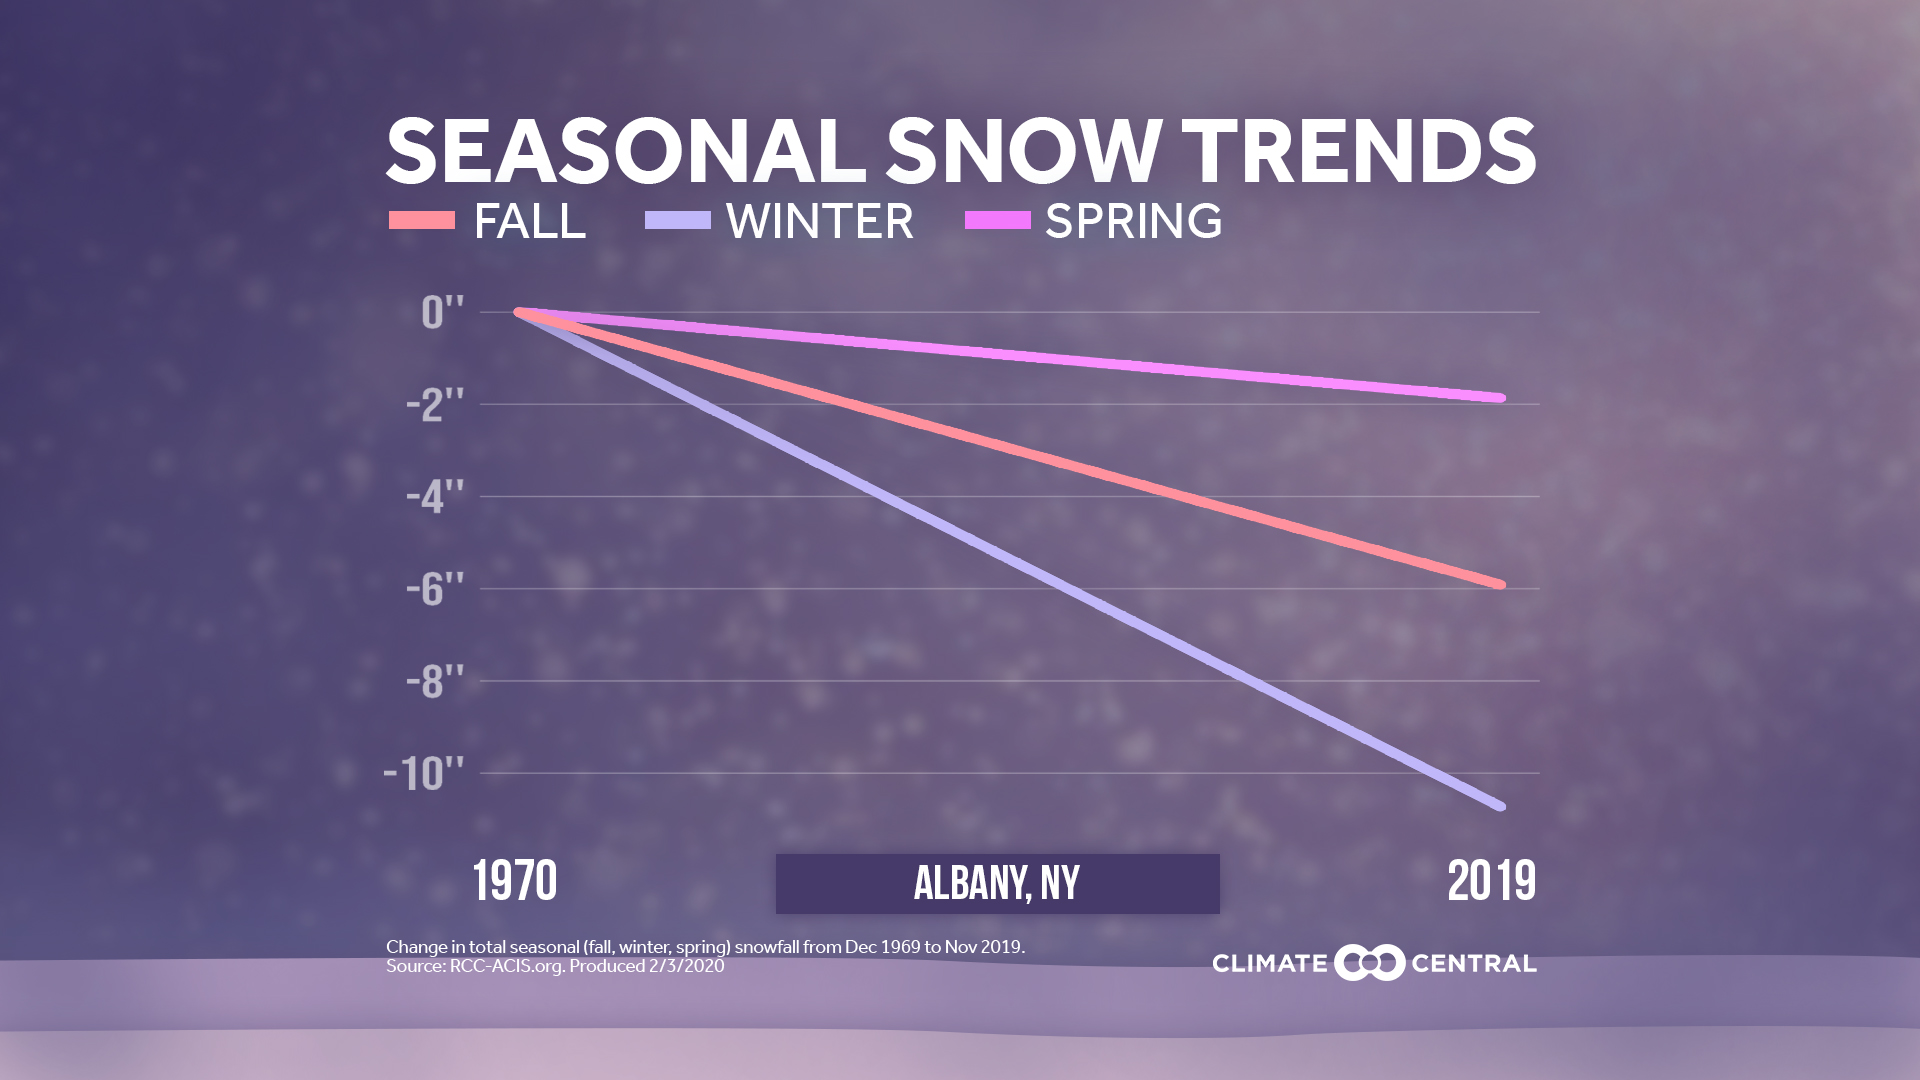 SEASONAL SNOW TRENDS
FALL WINTER SPRING
0''
-2''
-4''
-6''
-8''
-10''
1970 ALBANY, NY 2019
Change in total seasonal (fall, winter, spring) snowfall from Dec 1969 to Nov 2019.
Source: RCC-ACIS.org. Produced 2/3/2020
CLIMATE CENTRAL